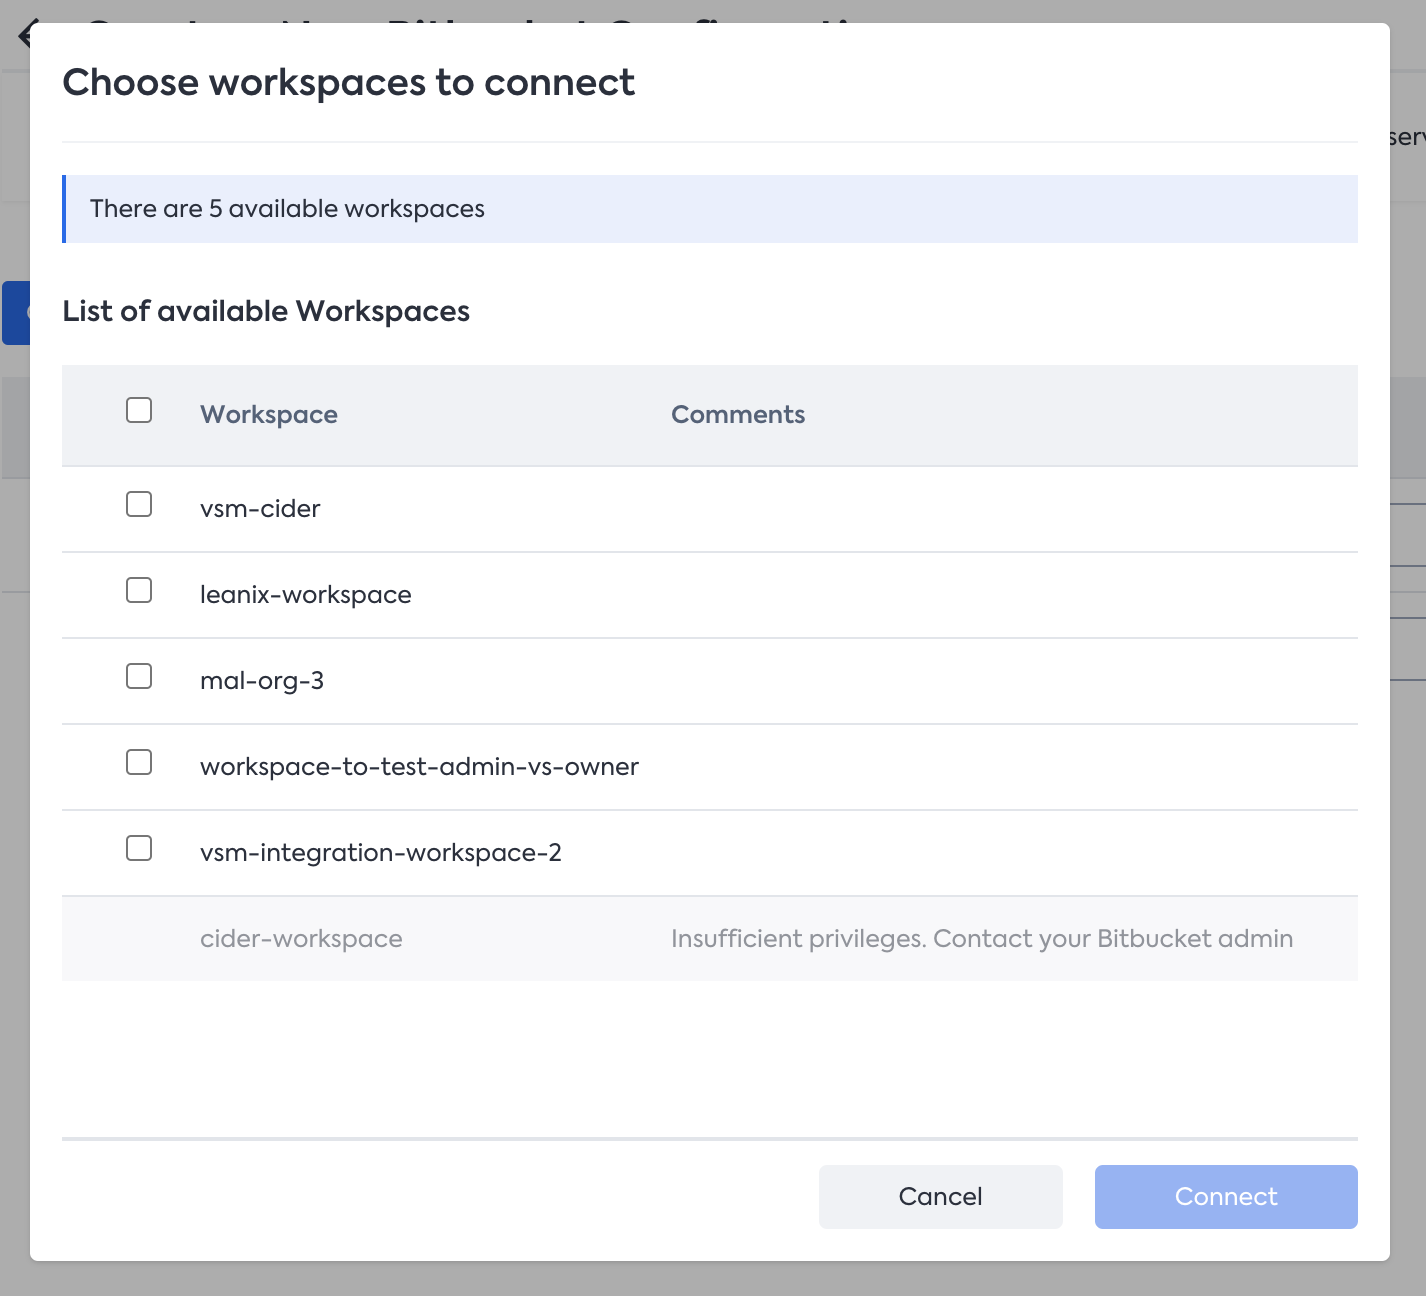 Choose workspaces to connect
There are 5 available workspaces
List of available Workspaces
Workspace Comments
vsm-cider
leanix-workspace
mal-org-3
workspace-to-test-admin-vs-owner
vsm-integration-workspace-2
cider-workspace Insufficient privileges. Contact your Bitbucket admin
Cancel Connect